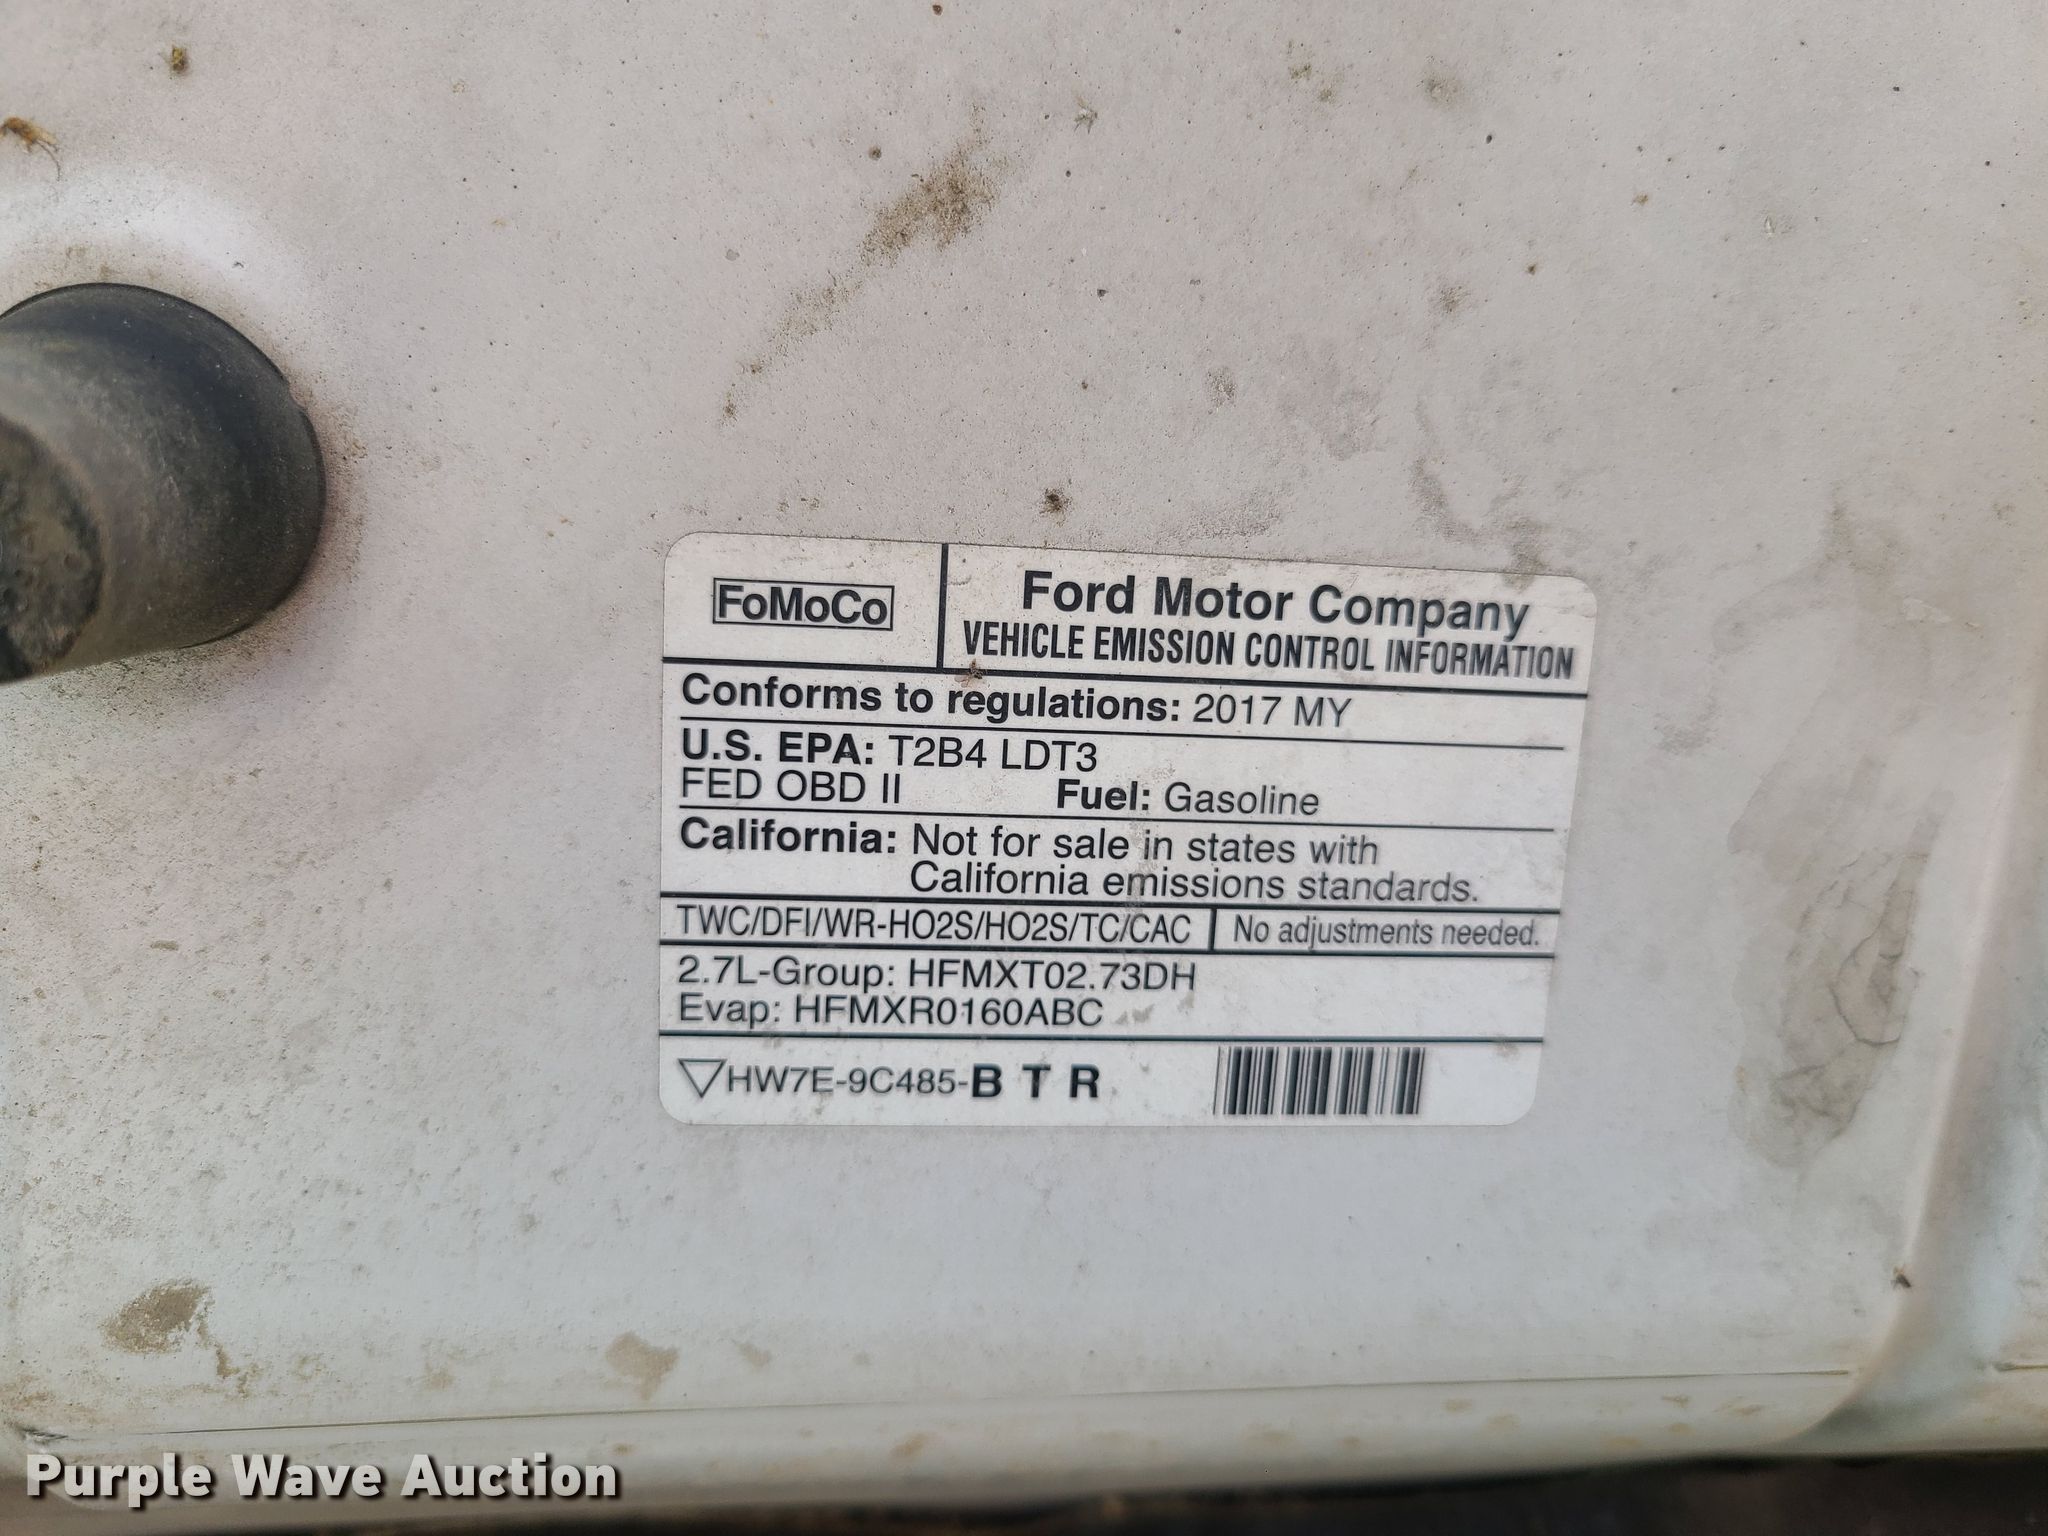 FoMoCo
Ford Motor Company
VEHICLE EMISSION CONTROL INFORMATION
Conforms to regulations: 2017 MY
U.S. EPA: T2B4 LDT3
FED OBD II Fuel: Gasoline
California: Not for sale in states with
California emissions standards.
TWC/DFI/WR-HO2S/HO2S/TC/CAC No adjustments needed.
2.7L-Group: HFMXT02.73DH
Evap: HFMXR0160ABC
HW7E-9C485-B T R
Purple Wave Auction